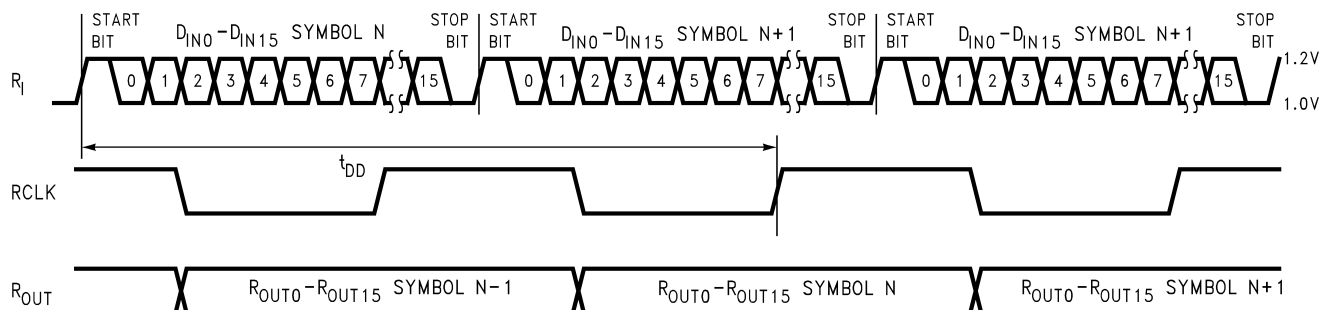 START BIT D_IN0-D_IN15 SYMBOL N STOP BIT START BIT D_IN0-D_IN15 SYMBOL N+1 STOP BIT START BIT D_IN0-D_IN15 SYMBOL N+1 STOP BIT
R_I 0 1 2 3 4 5 6 7 15 0 1 2 3 4 5 6 7 15 0 1 2 3 4 5 6 7 15 1.2V
1.0V
t_DD
RCLK
R_OUT R_OUT0-R_OUT15 SYMBOL N-1 R_OUT0-R_OUT15 SYMBOL N R_OUT0-R_OUT15 SYMBOL N+1